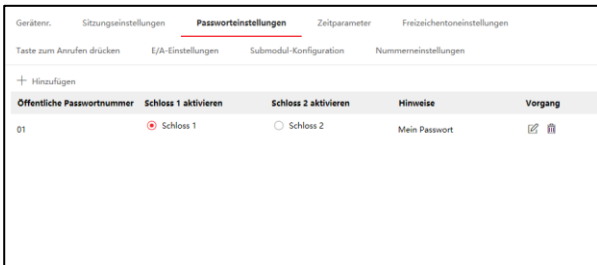 Gerätenr. Sitzungseinstellungen Passworteinstellungen Zeitparameter Freizeichentoneinstellungen
Taste zum Anrufen drücken E/A-Einstellungen Submodul-Konfiguration Nummerneinstellungen
+ Hinzufügen
Öffentliche Passwortnummer Schloss 1 aktivieren Schloss 2 aktivieren Hinweise Vorgang
01 Schloss 1 Schloss 2 Mein Passwort